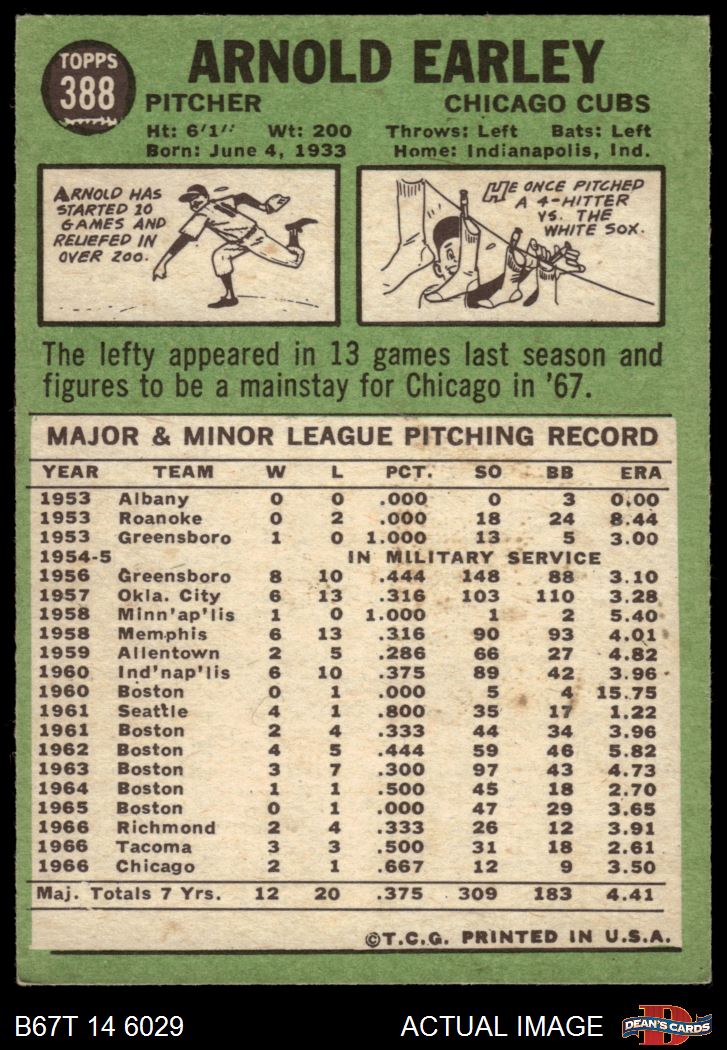 TOPPS
388
ARNOLD EARLEY
PITCHER CHICAGO CUBS
Ht: 6'1" Wt: 200 Throws: Left Bats: Left
Born: June 4, 1933 Home: Indianapolis, Ind.
ARNOLD HAS
STARTED 10
GAMES AND
RELIEFED IN
OVER 200.
HE ONCE PITCHED
A 4-HITTER
VS. THE
WHITE SOX.
The lefty appeared in 13 games last season and
figures to be a mainstay for Chicago in '67.
MAJOR & MINOR LEAGUE PITCHING RECORD
YEAR TEAM W L PCT. SO BB ERA
1953 Albany 0 0 .000 0 3 0.00
1953 Roanoke 0 2 .000 18 24 8.44
1953 Greensboro 1 0 1.000 13 5 3.00
1954-5 IN MILITARY SERVICE
1956 Greensboro 8 10 .444 148 88 3.10
1957 Okla. City 6 13 .316 103 110 3.28
1958 Minn'ap'lis 1 0 1.000 1 2 5.40
1958 Memphis 6 13 .316 90 93 4.01
1959 Allentown 2 5 .286 66 27 4.82
1960 Ind'nap'lis 6 10 .375 89 42 3.96
1960 Boston 0 1 .000 5 4 15.75
1961 Seattle 4 1 .800 35 17 1.22
1961 Boston 2 4 .333 44 34 3.96
1962 Boston 4 5 .444 59 46 5.82
1963 Boston 3 7 .300 97 43 4.73
1964 Boston 1 1 .500 45 18 2.70
1965 Boston 0 1 .000 47 29 3.65
1966 Richmond 2 4 .333 26 12 3.91
1966 Tacoma 3 3 .500 31 18 2.61
1966 Chicago 2 1 .667 12 9 3.50
Maj. Totals 7 Yrs. 12 20 .375 309 183 4.41
©T.C.G. PRINTED IN U.S.A.
B67T 14 6029 ACTUAL IMAGE
D
DEAN'S CARDS